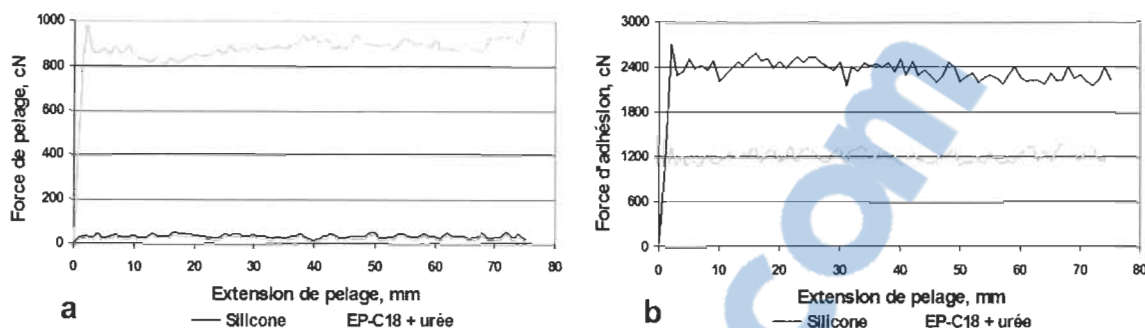 Force de pelage, cN
1000
800
600
400
200
0
0 10 20 30 40 50 60 70 80
Extension de pelage, mm
a
Silicone EP-C18 + urée
Force d'adhésion, cN
3000
2400
1800
1200
600
0
0 10 20 30 40 50 60 70 80
Extension de pelage, mm
b
Silicone EP-C18 + urée
com